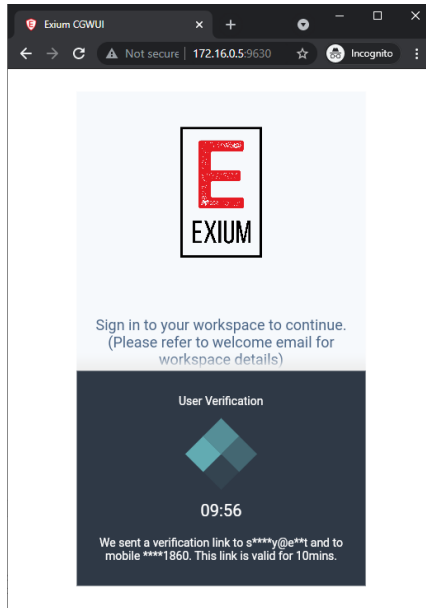 Exium CGWUI
Not secure | 172.16.0.5:9630
Incognito
E
EXIUM
Sign in to your workspace to continue.
(Please refer to welcome email for
workspace details)
User Verification
09:56
We sent a verification link to s****y@e**t and to
mobile ****1860. This link is valid for 10mins.